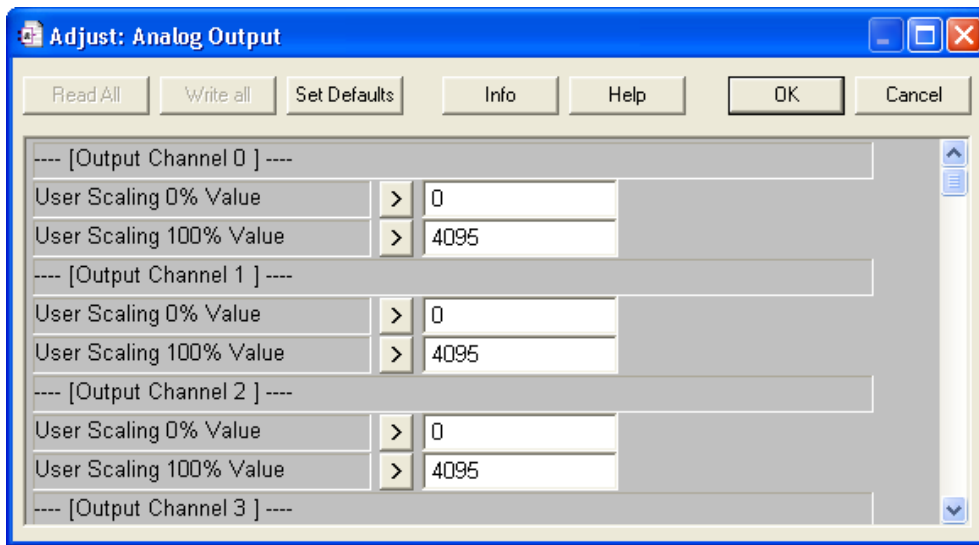 Adjust: Analog Output
Read All Write all Set Defaults Info Help OK Cancel
---- [Output Channel 0 ] ----
User Scaling 0% Value > 0
User Scaling 100% Value > 4095
---- [Output Channel 1 ] ----
User Scaling 0% Value > 0
User Scaling 100% Value > 4095
---- [Output Channel 2 ] ----
User Scaling 0% Value > 0
User Scaling 100% Value > 4095
---- [Output Channel 3 ] ----